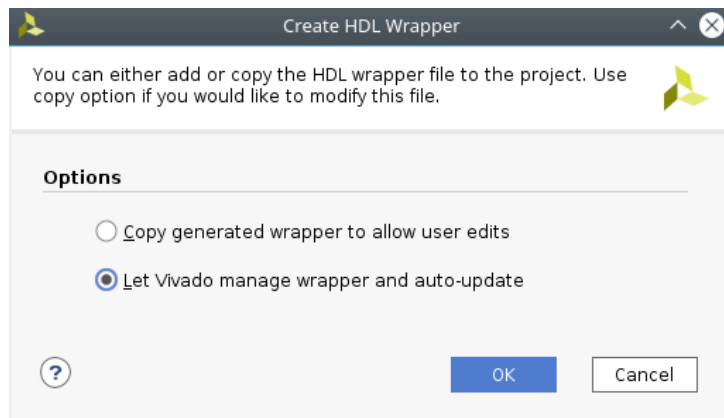 Create HDL Wrapper
You can either add or copy the HDL wrapper file to the project. Use
copy option if you would like to modify this file.
Options
Copy generated wrapper to allow user edits
Let Vivado manage wrapper and auto-update
?
OK
Cancel